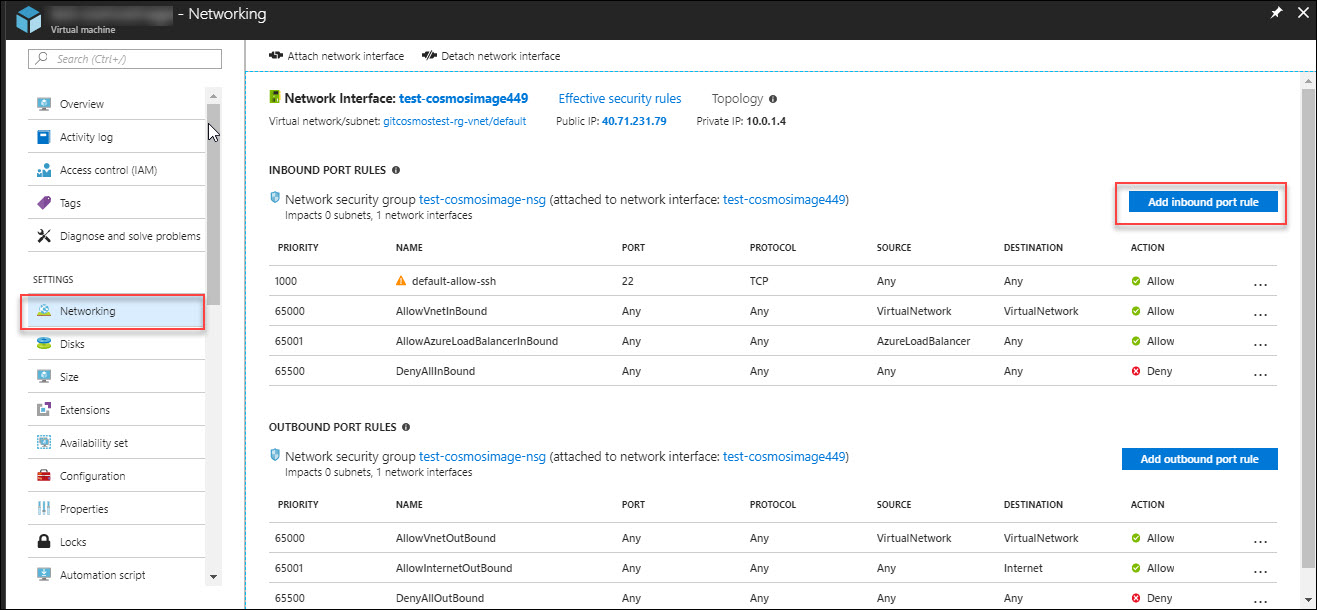 - Networking
Virtual machine
Search (Ctrl+/)
Overview
Activity log
Access control (IAM)
Tags
Diagnose and solve problems
SETTINGS
Networking
Disks
Size
Extensions
Availability set
Configuration
Properties
Locks
Automation script
Attach network interface Detach network interface
Network Interface: test-cosmosimage449 Effective security rules Topology
Virtual network/subnet: gitcosmostest-rg-vnet/default Public IP: 40.71.231.79 Private IP: 10.0.1.4
INBOUND PORT RULES
Network security group test-cosmosimage-nsg (attached to network interface: test-cosmosimage449)
Impacts 0 subnets, 1 network interfaces
Add inbound port rule
PRIORITY NAME PORT PROTOCOL SOURCE DESTINATION ACTION
1000 default-allow-ssh 22 TCP Any Any Allow ...
65000 AllowVnetInBound Any Any VirtualNetwork VirtualNetwork Allow ...
65001 AllowAzureLoadBalancerInBound Any Any AzureLoadBalancer Any Allow ...
65500 DenyAllInBound Any Any Any Any Deny ...
OUTBOUND PORT RULES
Network security group test-cosmosimage-nsg (attached to network interface: test-cosmosimage449)
Impacts 0 subnets, 1 network interfaces
Add outbound port rule
PRIORITY NAME PORT PROTOCOL SOURCE DESTINATION ACTION
65000 AllowVnetOutBound Any Any VirtualNetwork VirtualNetwork Allow ...
65001 AllowInternetOutBound Any Any Any Internet Allow ...
65500 DenyAllOutBound Any Any Any Any Deny ...